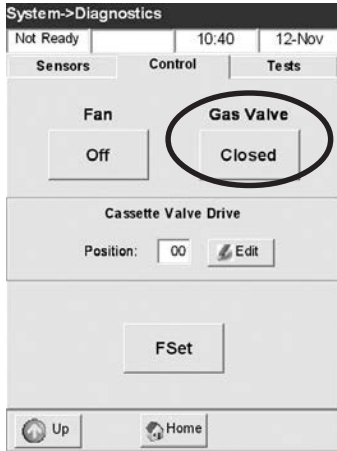 System->Diagnostics
Not Ready 10:40 12-Nov
Sensors Control Tests
Fan Gas Valve
Off Closed
Cassette Valve Drive
Position: 00 Edit
FSet
Up Home